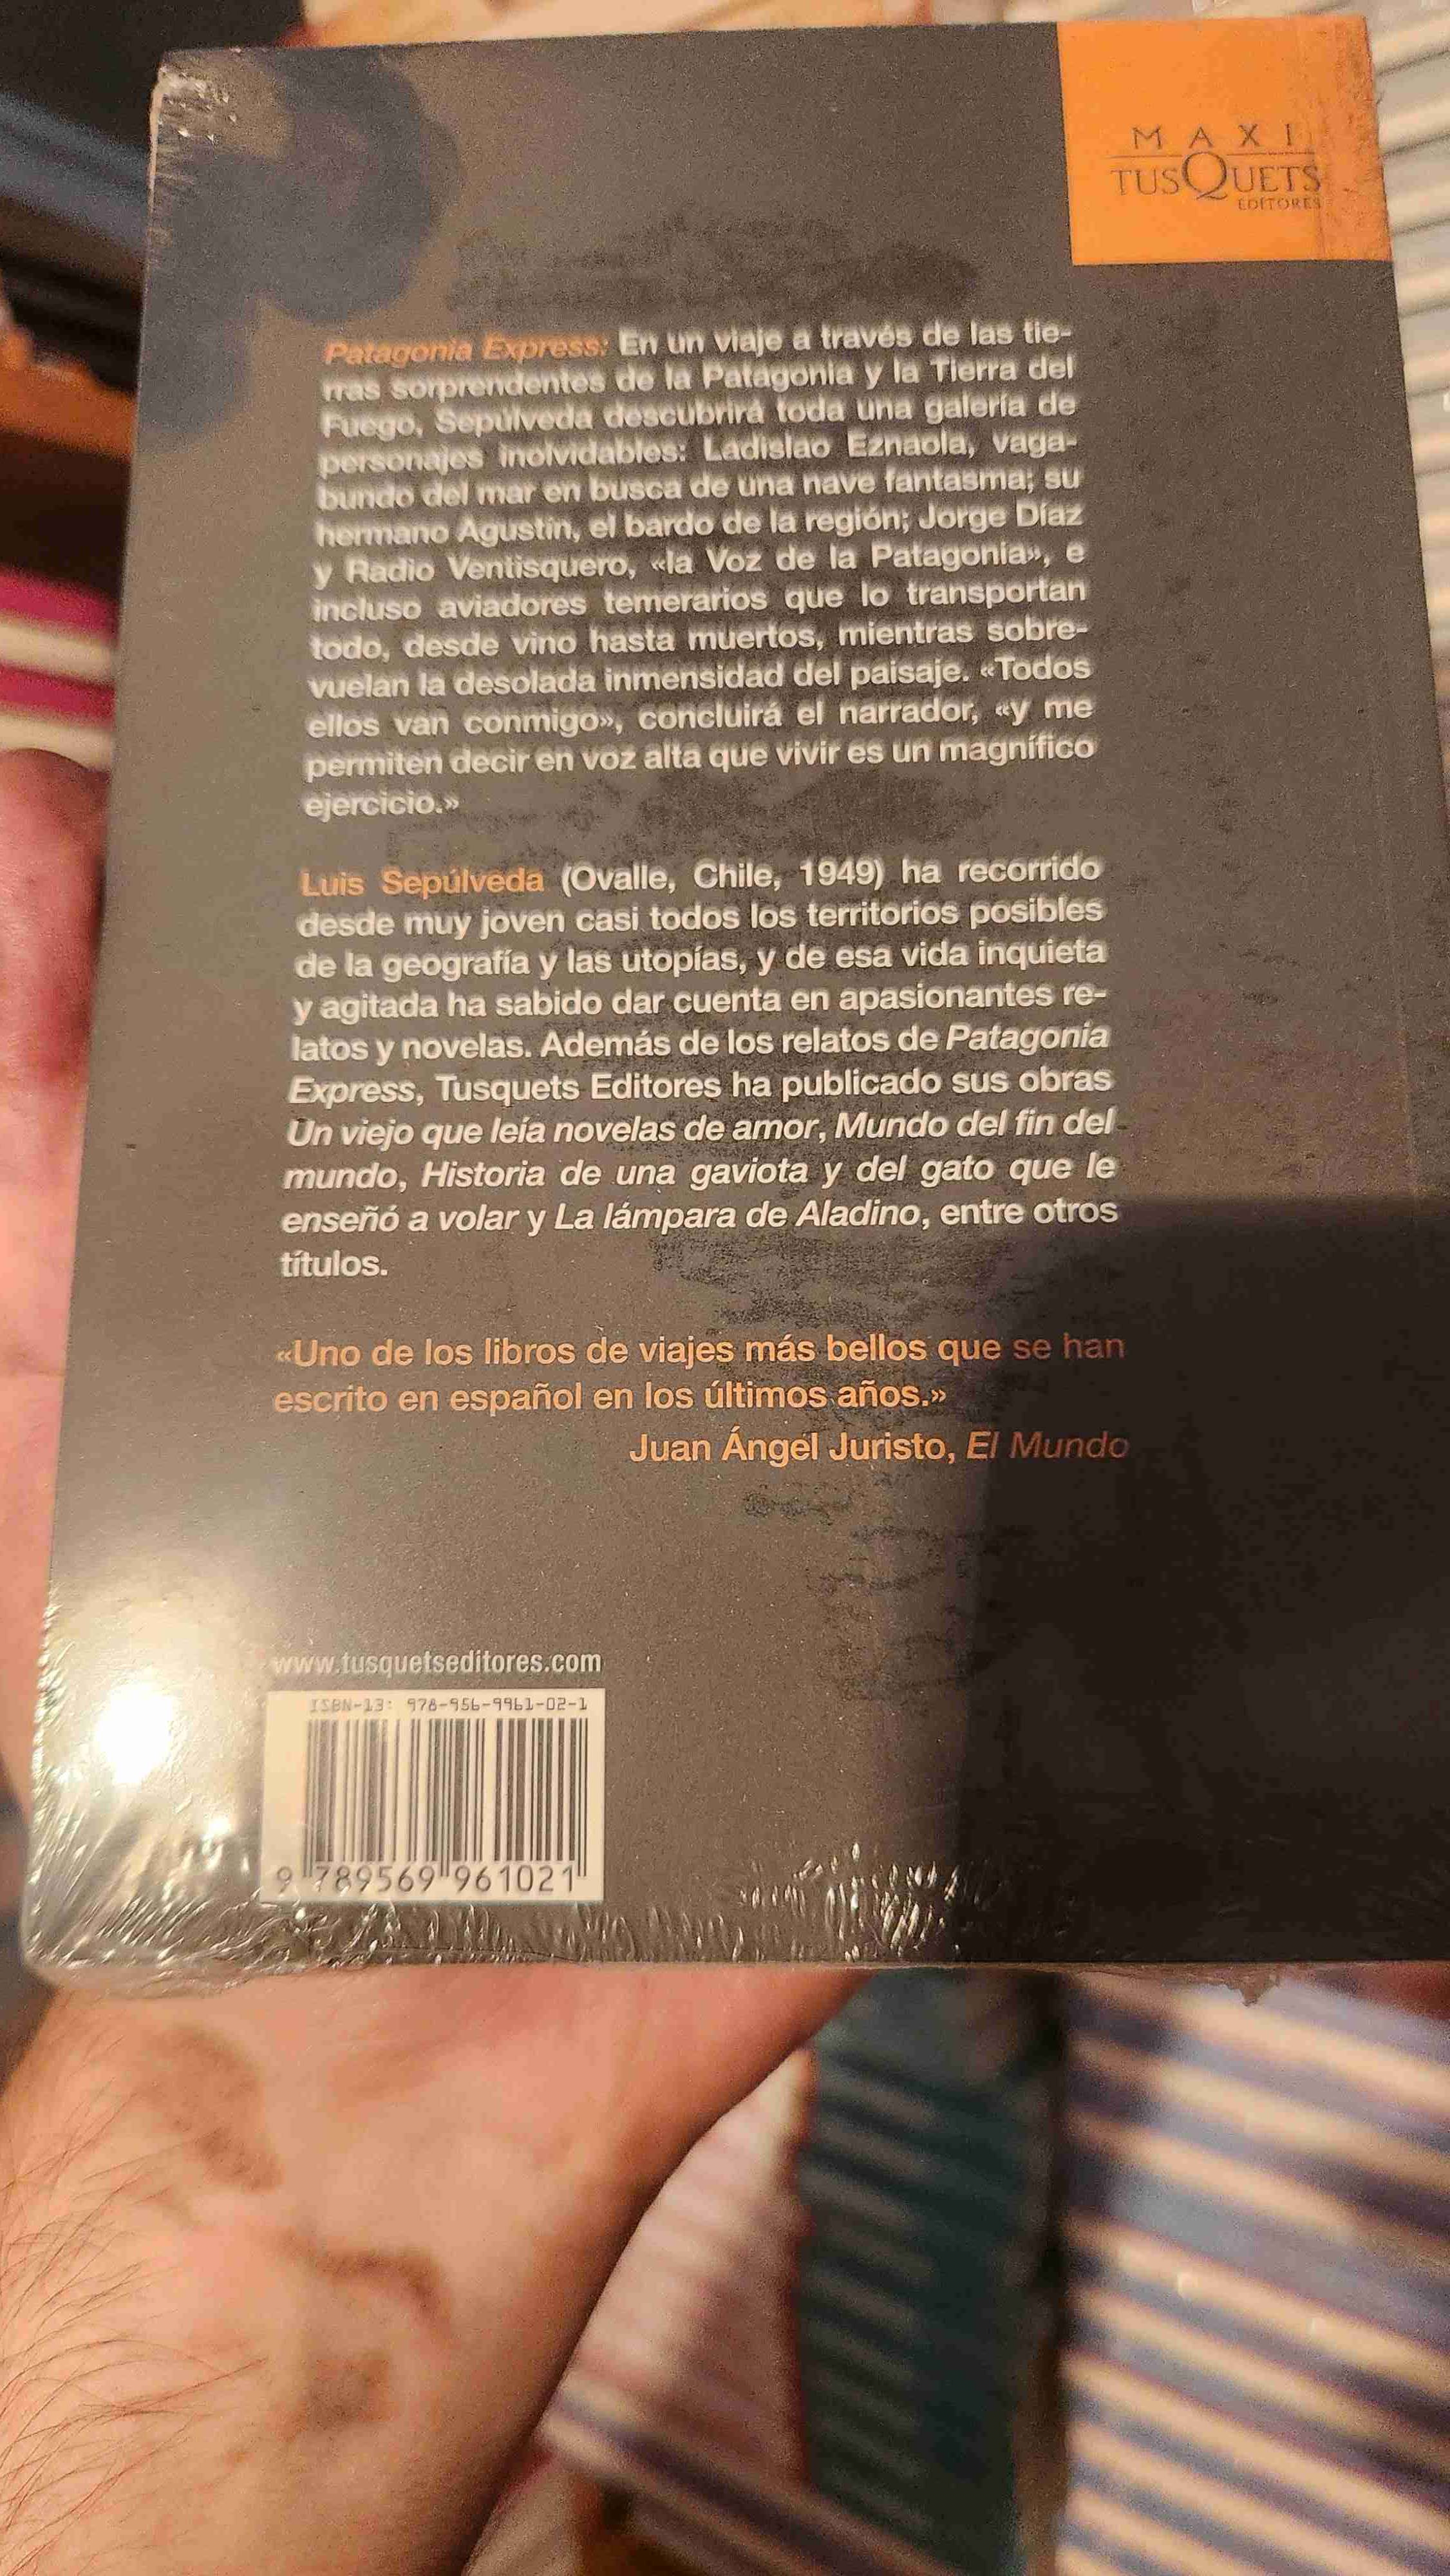 MAXI
TUSQUETS
EDITORES
Patagonia Express: En un viaje a través de las tie-
rras sorprendentes de la Patagonia y la Tierra del
Fuego, Sepúlveda descubrirá toda una galería de
personajes inolvidables: Ladislao Eznaola, vaga-
bundo del mar en busca de una nave fantasma; su
hermano Agustín, el bardo de la región; Jorge Díaz
y Radio Ventisquero, «la Voz de la Patagonia», e
incluso aviadores temerarios que lo transportan
todo, desde vino hasta muertos, mientras sobre-
vuelan la desolada inmensidad del paisaje. «Todos
ellos van conmigo», concluirá el narrador, «y me
permiten decir en voz alta que vivir es un magnífico
ejercicio.»
Luis Sepúlveda (Ovalle, Chile, 1949) ha recorrido
desde muy joven casi todos los territorios posibles
de la geografía y las utopías, y de esa vida inquieta
y agitada ha sabido dar cuenta en apasionantes re-
latos y novelas. Además de los relatos de Patagonia
Express, Tusquets Editores ha publicado sus obras
Un viejo que leía novelas de amor, Mundo del fin del
mundo, Historia de una gaviota y del gato que le
enseñó a volar y La lámpara de Aladino, entre otros
títulos.
«Uno de los libros de viajes más bellos que se han
escrito en español en los últimos años.»
Juan Ángel Juristo, El Mundo
www.tusquetseditores.com
ISBN-13: 978-956-9961-02-1
9 789569 961021